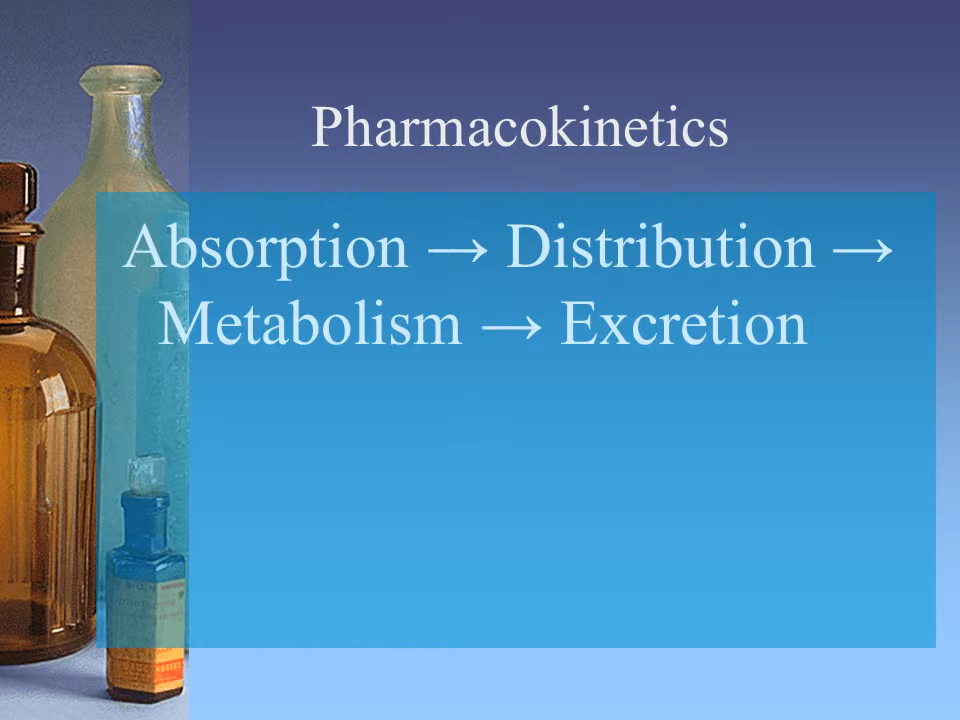 Pharmacokinetics
Absorption → Distribution →
Metabolism → Excretion